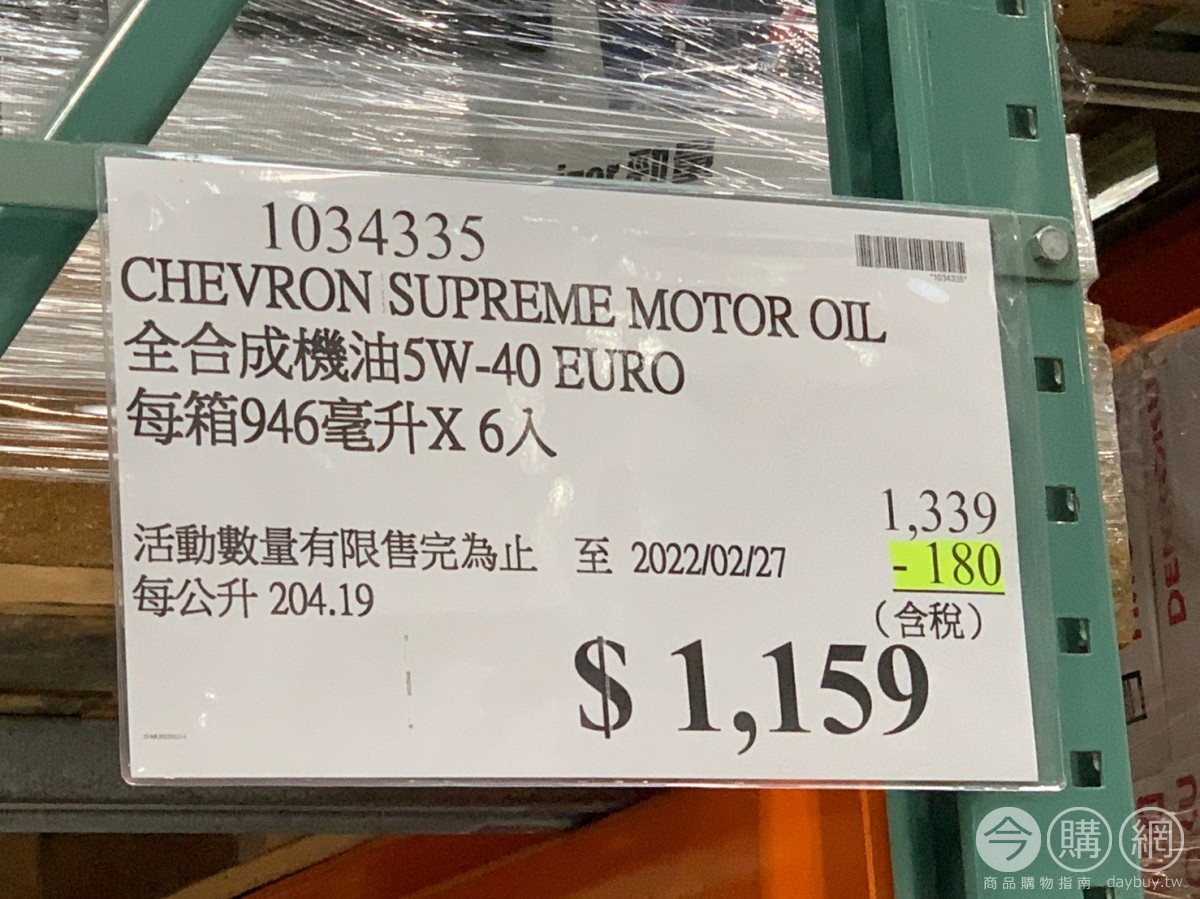 1034335
*1034335*
CHEVRON SUPREME MOTOR OIL
全合成機油5W-40 EURO
每箱946毫升X 6入
1,339
活動數量有限售完為止 至 2022/02/27
- 180
每公升 204.19
(含稅)
$ 1,159
DENSO
今購網
商品購物指南 daybuy.tw